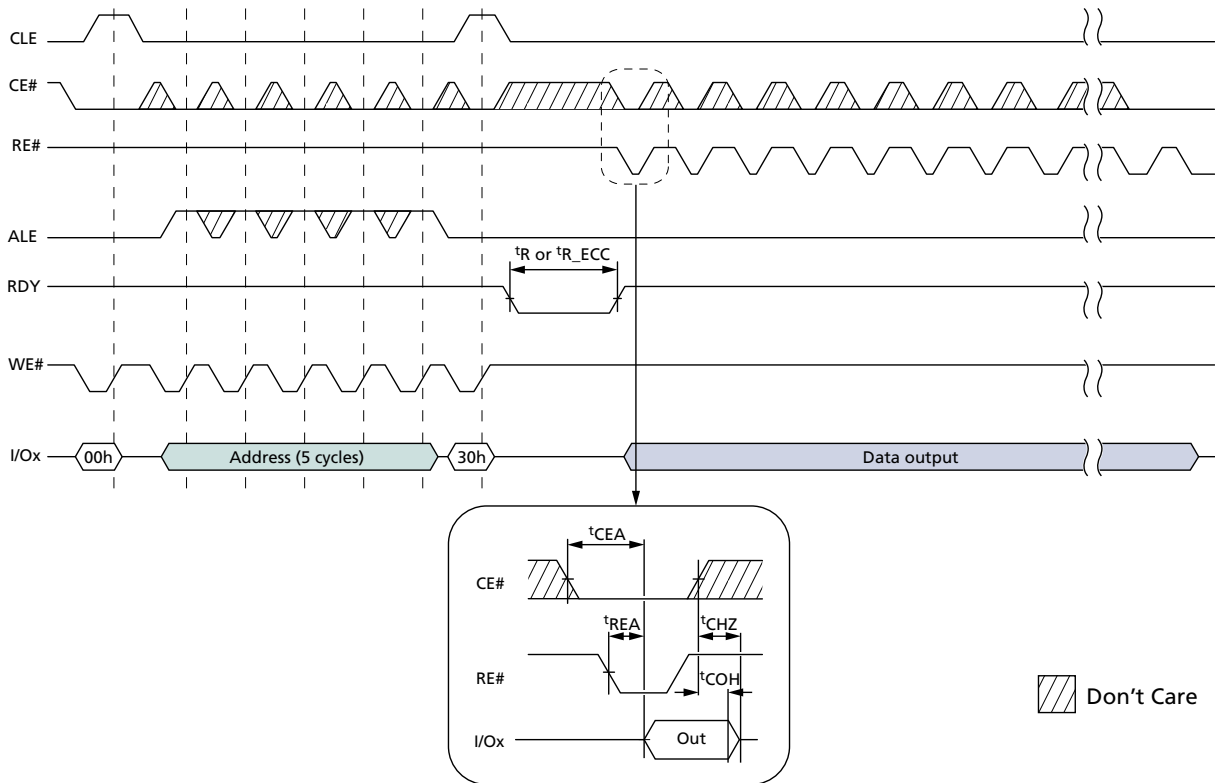 CLE
CE#
RE#
ALE
tR or tR_ECC
RDY
WE#
I/Ox
00h
Address (5 cycles)
30h
Data output
tCEA
CE#
tREA
tCHZ
RE#
tCOH
I/Ox
Out
Don't Care